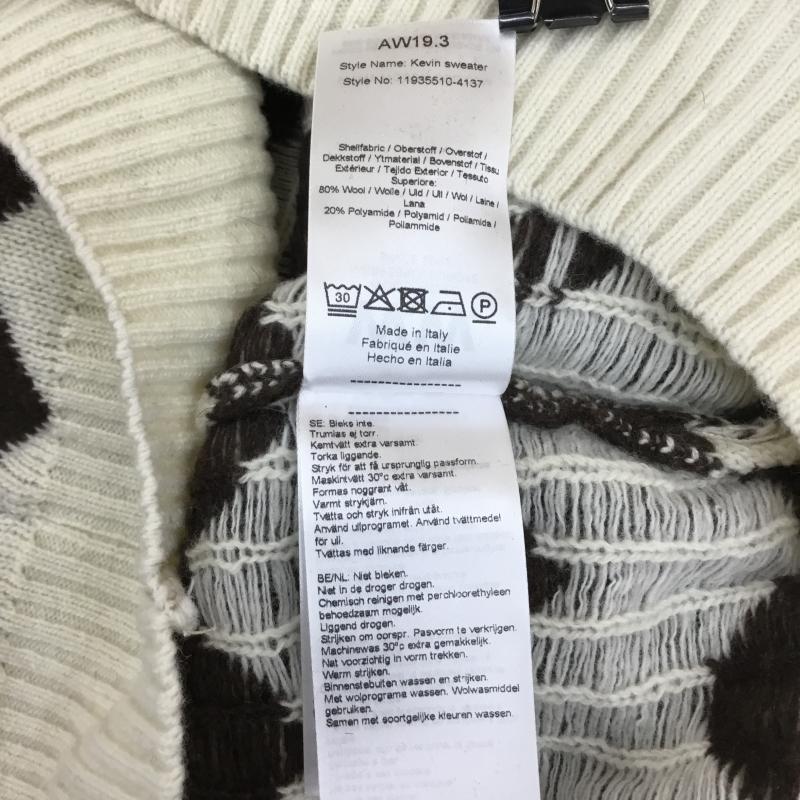 AW19.3
Style Name: Kevin sweater
Style No: 11935510-4137
Shellfabric / Oberstoff / Overstof /
Dekkstoff / Ytmaterial / Bovenstof / Tissu
Extérieur / Tejido Exterior / Tessuto
Superiore:
80% Wool / Wolle / Uld / Ull / Wol / Laine /
Lana
20% Polyamide / Polyamid / Poliamida /
Poliammide
30
P
Made in Italy
Fabriqué en Italie
Hecho en Italia
SE: Bleks inte.
Trumlas ej torr.
Kemtvätt extra varsamt.
Torka liggande.
Stryk för att få ursprunglig passform.
Maskintvätt 30°c extra varsamt.
Formas noggrant våt.
Varmt strykjärn.
Tvätta och stryk inifrån utåt.
Använd ullprogramet. Använd tvättmedel
för ull.
Tvättas med liknande färger.
BE/NL: Niet bleken.
Niet in de droger drogen.
Chemisch reinigen met perchloorethyleen
behoedzaam mogelijk.
Liggend drogen.
Strijken om oorspr. Pasvorm te verkrijgen.
Machinewas 30°c extra gemakkelijk.
Nat voorzichtig in vorm trekken.
Warm strijken.
Binnenstebuiten wassen en strijken.
Met wolprograma wassen. Wolwasmiddel
gebruiken.
Samen met soortgelijke kleuren wassen.